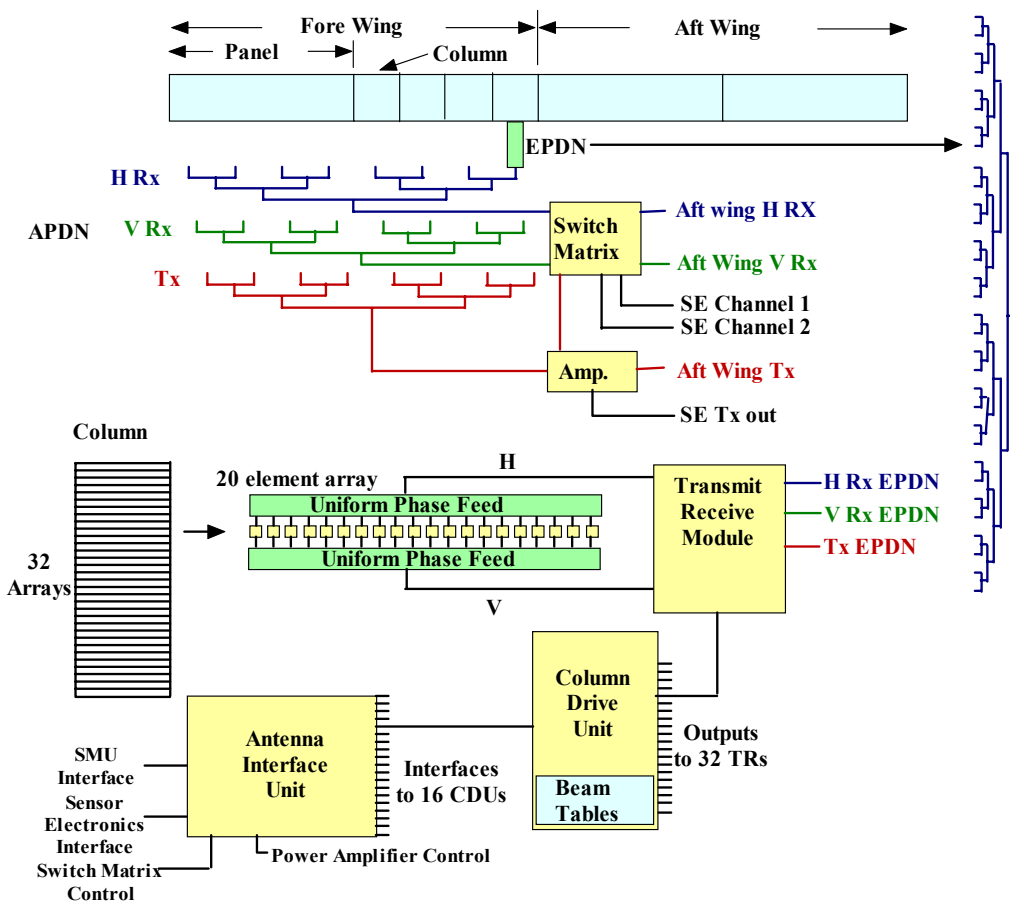 Fore Wing
Aft Wing
Panel
Column
EPDN
H Rx
Aft wing H RX
APDN
V Rx
Switch
Matrix
Aft Wing V Rx
Tx
SE Channel 1
SE Channel 2
Amp.
Aft Wing Tx
SE Tx out
Column
H
20 element array
Uniform Phase Feed
Transmit
Receive
Module
H Rx EPDN
V Rx EPDN
Tx EPDN
32
Arrays
Uniform Phase Feed
V
Column
Drive
Unit
Outputs
to 32 TRs
Beam
Tables
Antenna
Interface
Unit
Interfaces
to 16 CDUs
SMU
Interface
Sensor
Electronics
Interface
Switch Matrix
Control
Power Amplifier Control